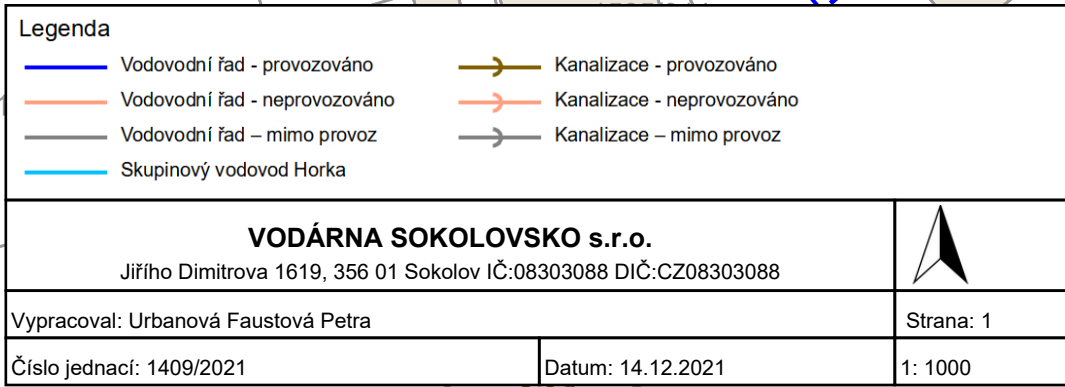 Legenda
Vodovodní řad - provozováno
Vodovodní řad - neprovozováno
Vodovodní řad – mimo provoz
Skupinový vodovod Horka
Kanalizace - provozováno
Kanalizace - neprovozováno
Kanalizace – mimo provoz
VODÁRNA SOKOLOVSKO s.r.o.
Jiřího Dimitrova 1619, 356 01 Sokolov IČ:08303088 DIČ:CZ08303088
Vypracoval: Urbanová Faustová Petra
Strana: 1
Číslo jednací: 1409/2021
Datum: 14.12.2021
1: 1000